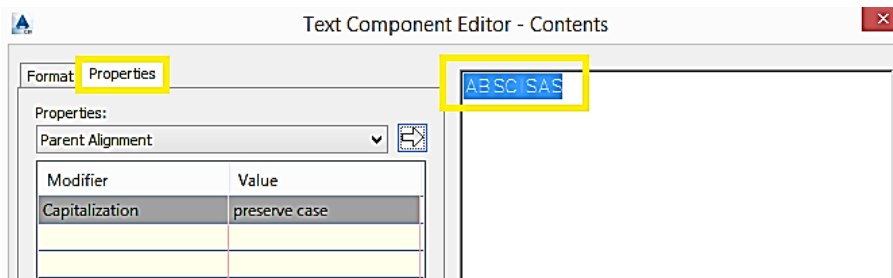 Text Component Editor - Contents
Format Properties
ABSCISAS
Properties:
Parent Alignment
Modifier Value
Capitalization preserve case